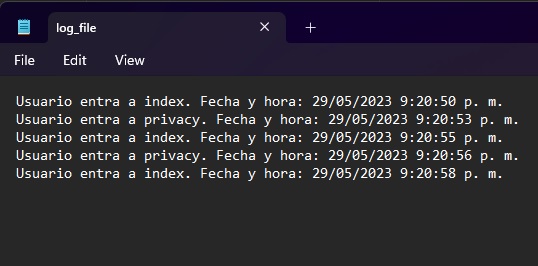 log_file
File Edit View
Usuario entra a index. Fecha y hora: 29/05/2023 9:20:50 p. m.
Usuario entra a privacy. Fecha y hora: 29/05/2023 9:20:53 p. m.
Usuario entra a index. Fecha y hora: 29/05/2023 9:20:55 p. m.
Usuario entra a privacy. Fecha y hora: 29/05/2023 9:20:56 p. m.
Usuario entra a index. Fecha y hora: 29/05/2023 9:20:58 p. m.